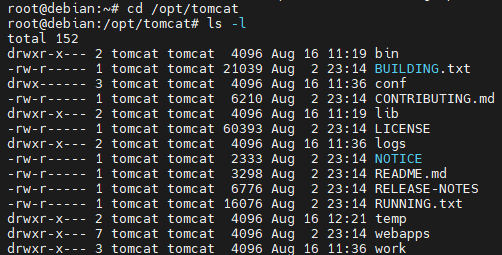 root@debian:~# cd /opt/tomcat
root@debian:/opt/tomcat# ls -l
total 152
drwxr-x--- 2 tomcat tomcat  4096 Aug 16 11:19 bin
-rw-r----- 1 tomcat tomcat 21039 Aug  2 23:14 BUILDING.txt
drwx------ 3 tomcat tomcat  4096 Aug 16 11:36 conf
-rw-r----- 1 tomcat tomcat  6210 Aug  2 23:14 CONTRIBUTING.md
drwxr-x--- 2 tomcat tomcat  4096 Aug 16 11:19 lib
-rw-r----- 1 tomcat tomcat 60393 Aug  2 23:14 LICENSE
drwxr-x--- 2 tomcat tomcat  4096 Aug 16 11:36 logs
-rw-r----- 1 tomcat tomcat  2333 Aug  2 23:14 NOTICE
-rw-r----- 1 tomcat tomcat  3298 Aug  2 23:14 README.md
-rw-r----- 1 tomcat tomcat  6776 Aug  2 23:14 RELEASE-NOTES
-rw-r----- 1 tomcat tomcat 16076 Aug  2 23:14 RUNNING.txt
drwxr-x--- 2 tomcat tomcat  4096 Aug 16 12:21 temp
drwxr-x--- 7 tomcat tomcat  4096 Aug  2 23:14 webapps
drwxr-x--- 3 tomcat tomcat  4096 Aug 16 11:36 work